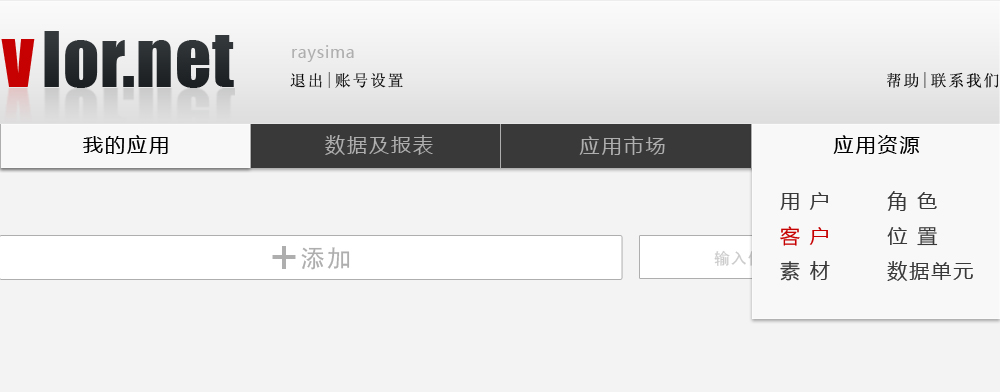 vlor.net
raysima
退出|账号设置
帮助|联系我们
我的应用
数据及报表
应用市场
应用资源
用户
角色
客户
位置
素材
数据单元
添加
输入